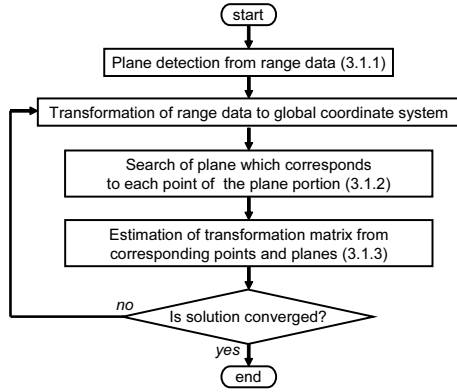 start
Plane detection from range data (3.1.1)
Transformation of range data to global coordinate system
Search of plane which corresponds
to each point of the plane portion (3.1.2)
Estimation of transformation matrix from
corresponding points and planes (3.1.3)
no
Is solution converged?
yes
end